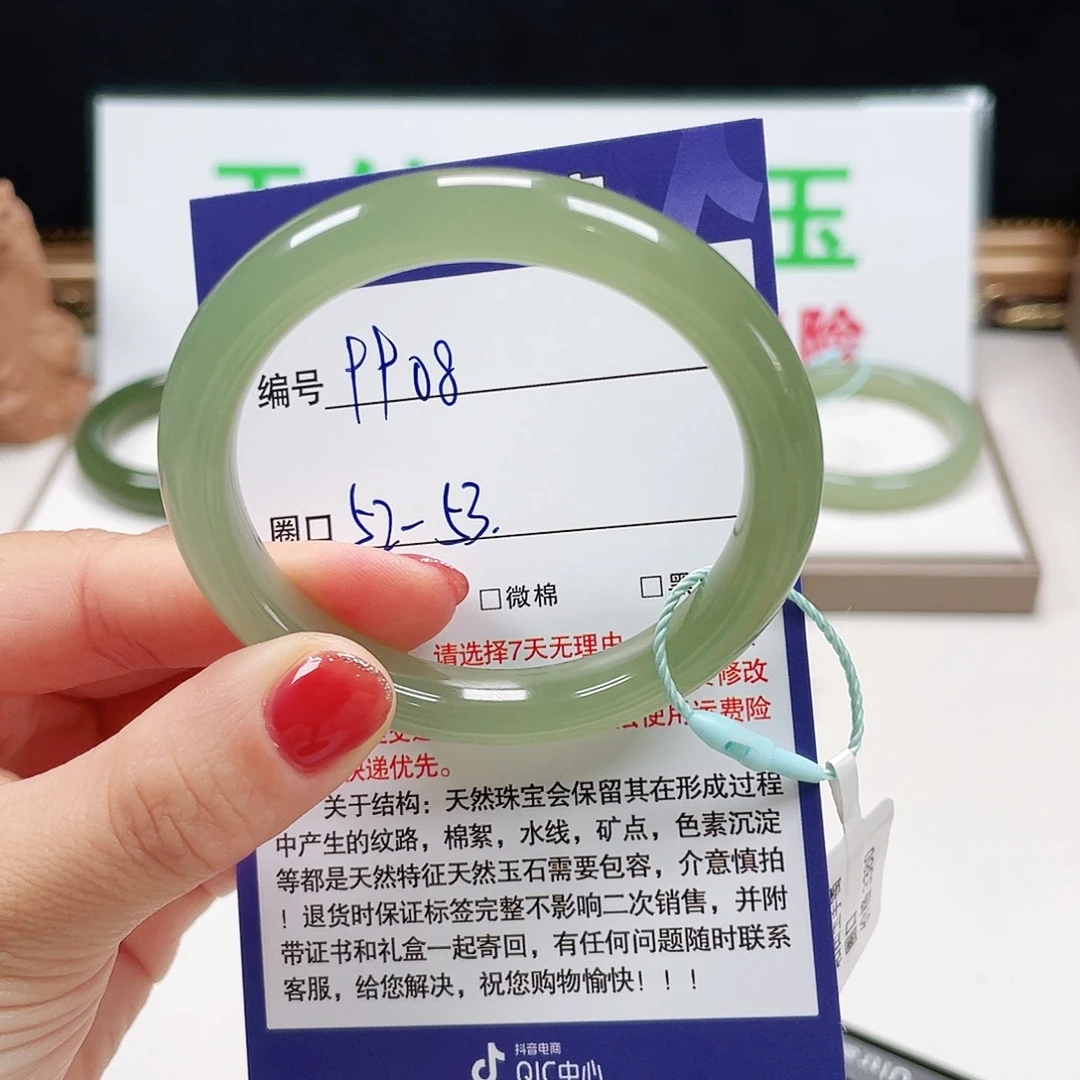 天 玉
险
编号 PP08
圈口 52-53.
□微棉 □黑
请选择7天无理由
修改
使用运费险
快递优先。
关于结构：天然珠宝会保留其在形成过程
中产生的纹路，棉絮，水线，矿点，色素沉淀
等都是天然特征天然玉石需要包容，介意慎拍
！退货时保证标签完整不影响二次销售，并附
带证书和礼盒一起寄回，有任何问题随时联系
客服，给您解决，祝您购物愉快！！！
抖音电商
QIC中心